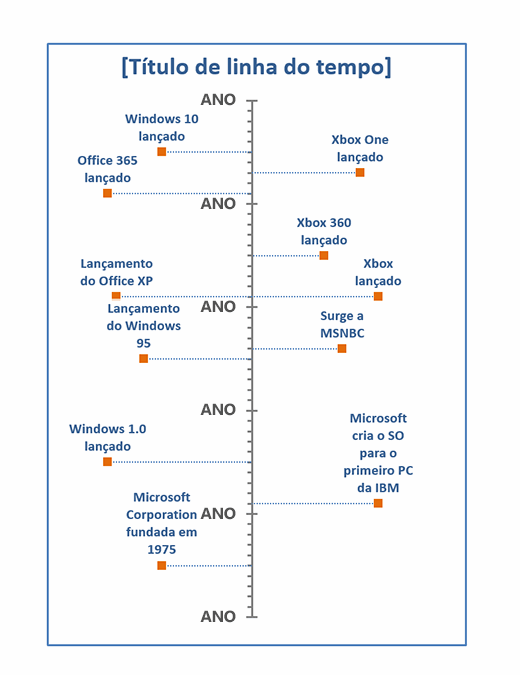 [Título de linha do tempo]
ANO
Windows 10
lançado
Xbox One
lançado
Office 365
lançado
ANO
Xbox 360
lançado
Lançamento
do Office XP
Xbox
lançado
ANO
Lançamento
do Windows
95
Surge a
MSNBC
ANO
Windows 1.0
lançado
Microsoft
cria o SO
para o
primeiro PC
da IBM
ANO
Microsoft
Corporation
fundada em
1975
ANO